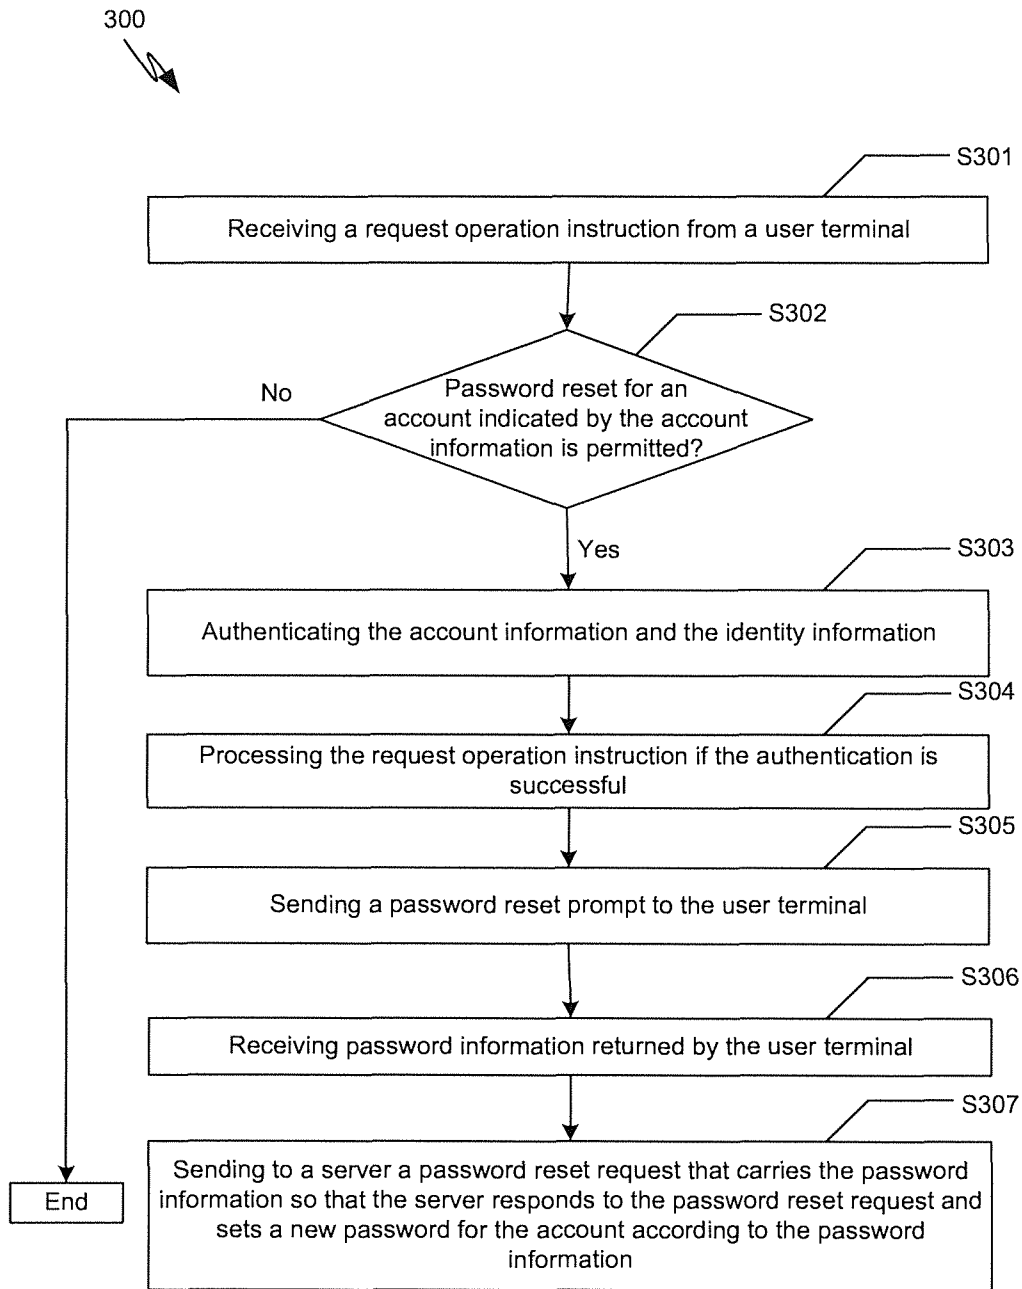 300
S301
Receiving a request operation instruction from a user terminal
S302
Password reset for an
account indicated by the account
information is permitted?
No
Yes
S303
Authenticating the account information and the identity information
S304
Processing the request operation instruction if the authentication is
successful
S305
Sending a password reset prompt to the user terminal
S306
Receiving password information returned by the user terminal
S307
Sending to a server a password reset request that carries the password
information so that the server responds to the password reset request and
sets a new password for the account according to the password
information
End